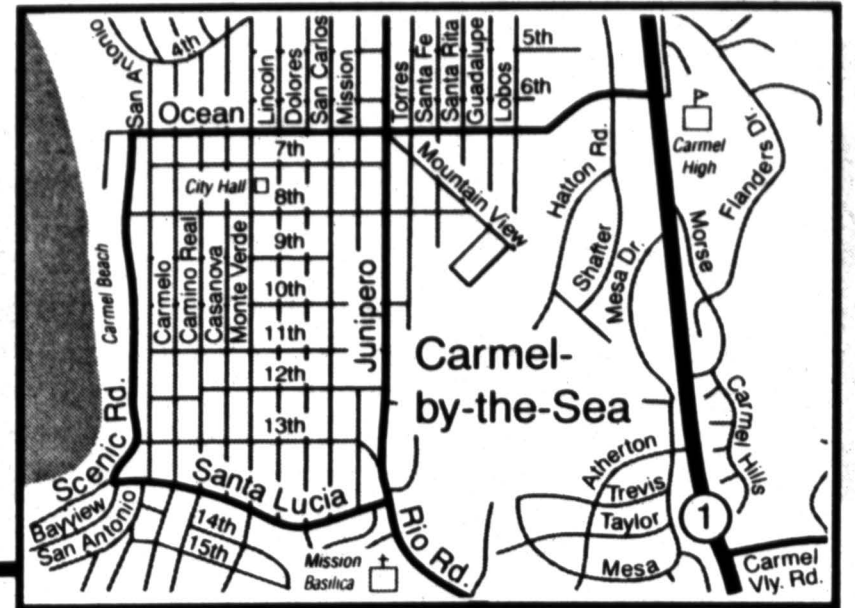 San Antonio
4th
Lincoln
Dolores
San Carlos
Mission
Torres
Santa Fe
Santa Rita
Guadalupe
Lobos
5th
6th
Ocean
7th
City Hall
8th
Mountain View
Hatton Rd.
Carmel
High
Flanders Dr.
Shafter
Mesa Dr.
Morse
Carmel Beach
Carmelo
Camino Real
Casanova
Monte Verde
9th
10th
11th
12th
13th
Junipero
Carmel-
by-the-Sea
Scenic Rd.
Santa Lucia
Bayview
San Antonio
14th
15th
Mission
Basilica
Rio Rd.
Atherton
Trevis
Taylor
Mesa
Carmel Hills
1
Carmel
Vly. Rd.